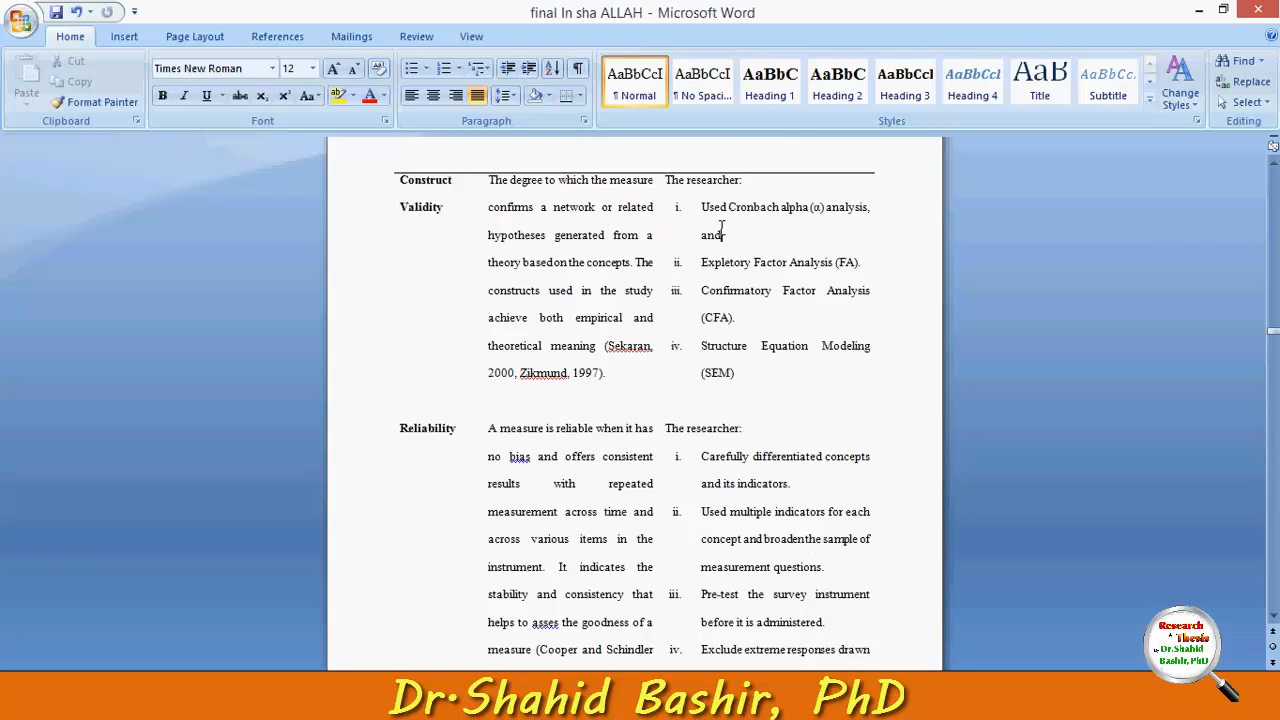 final In sha ALLAH - Microsoft Word
Home Insert Page Layout References Mailings Review View
Paste
Cut
Copy
Format Painter
Clipboard
Times New Roman 12
B I U abc x₂ x² Aa
Font
Paragraph
AaBbCcI AaBbCcI AaBbC AaBbC AaBbCcI AaBbCcI AaB AaBbCc.
¶ Normal ¶ No Spaci... Heading 1 Heading 2 Heading 3 Heading 4 Title Subtitle
Change
Styles
Styles
Find
Replace
Select
Editing
Construct
Validity
The degree to which the measure
confirms a network or related
hypotheses generated from a
theory based on the concepts. The
constructs used in the study
achieve both empirical and
theoretical meaning (Sekaran,
2000, Zikmund, 1997).
The researcher:
i. Used Cronbach alpha (α) analysis,
and
ii. Expletory Factor Analysis (FA).
iii. Confirmatory Factor Analysis
(CFA).
iv. Structure Equation Modeling
(SEM)
Reliability
A measure is reliable when it has
no bias and offers consistent
results with repeated
measurement across time and
across various items in the
instrument. It indicates the
stability and consistency that
helps to asses the goodness of a
measure (Cooper and Schindler
The researcher:
i. Carefully differentiated concepts
and its indicators.
ii. Used multiple indicators for each
concept and broaden the sample of
measurement questions.
iii. Pre-test the survey instrument
before it is administered.
iv. Exclude extreme responses drawn
Research
Thesis
Dr.Shahid
Bashir, PhD
Dr.Shahid Bashir, PhD